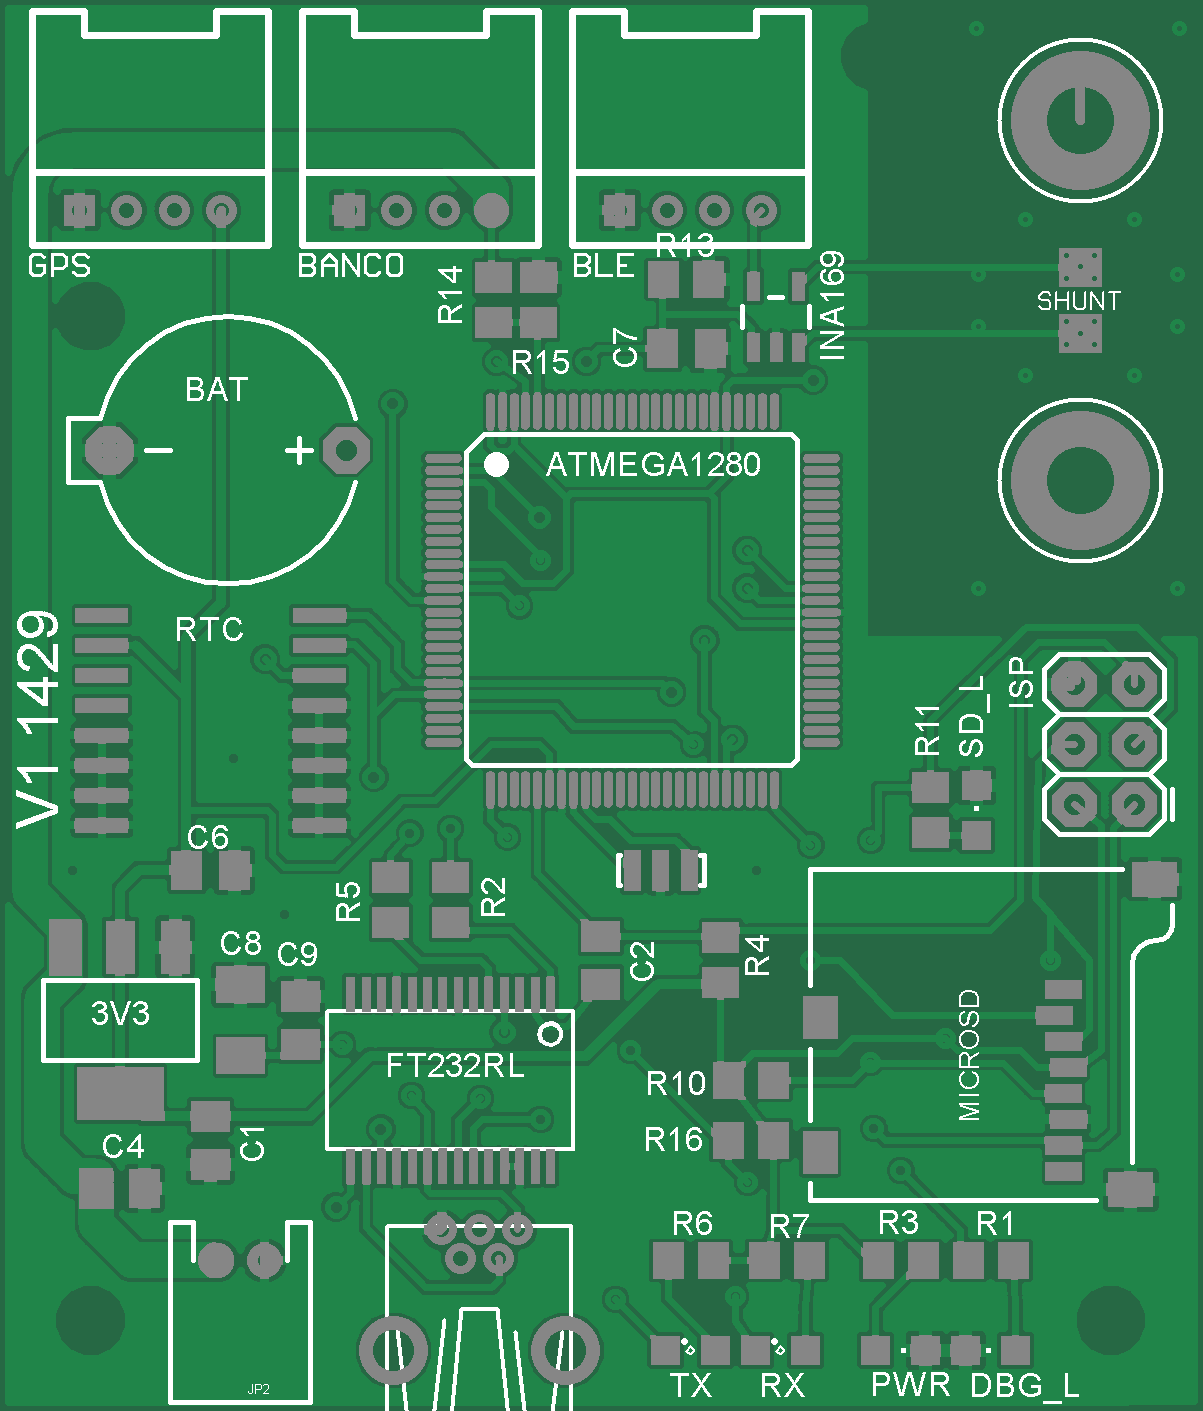 GPS
BANCO
BLE
R13
R14
R15
C7
INA169
SHUNT
BAT
ATMEGA1280
RTC
V1 1429
ISP
R11
SD_L
C6
R5
R2
C2
R4
C8
C9
3V3
FT232RL
MICROSD
R10
C4
C1
R16
R6
R7
R3
R1
JP2
TX
RX
PWR
DBG_L